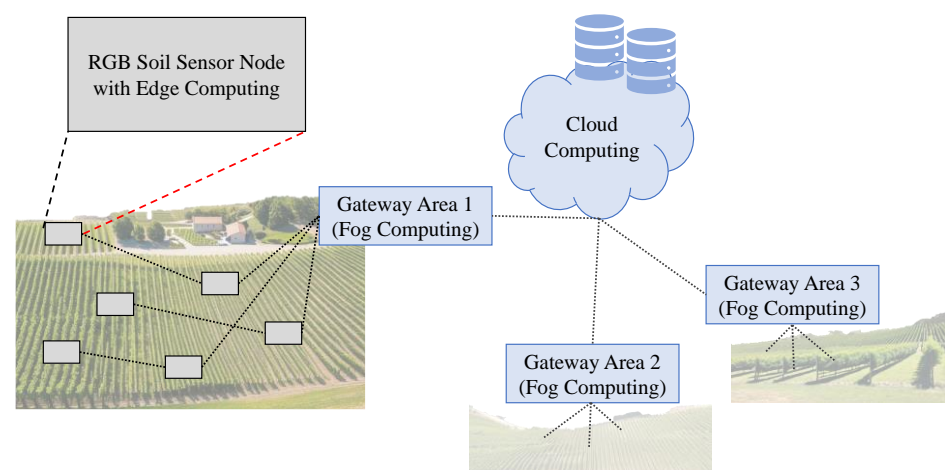 RGB Soil Sensor Node
with Edge Computing
Cloud
Computing
Gateway Area 1
(Fog Computing)
Gateway Area 3
(Fog Computing)
Gateway Area 2
(Fog Computing)